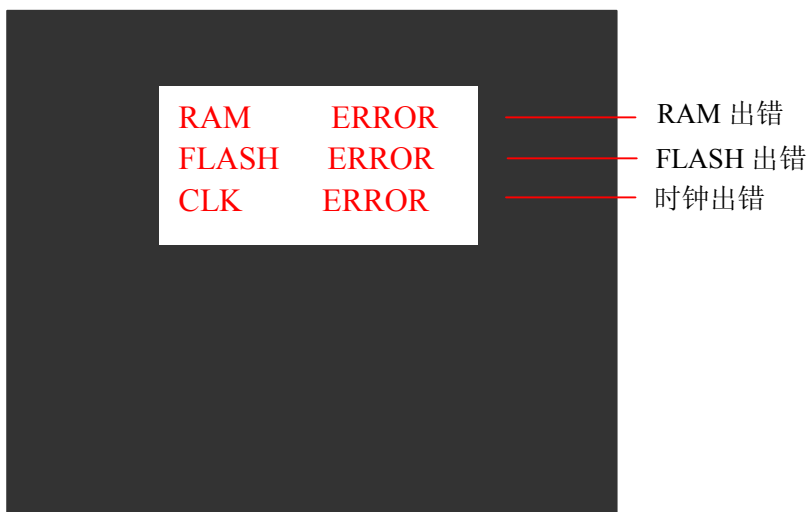 RAM ERROR RAM 出错
FLASH ERROR FLASH 出错
CLK ERROR 时钟出错